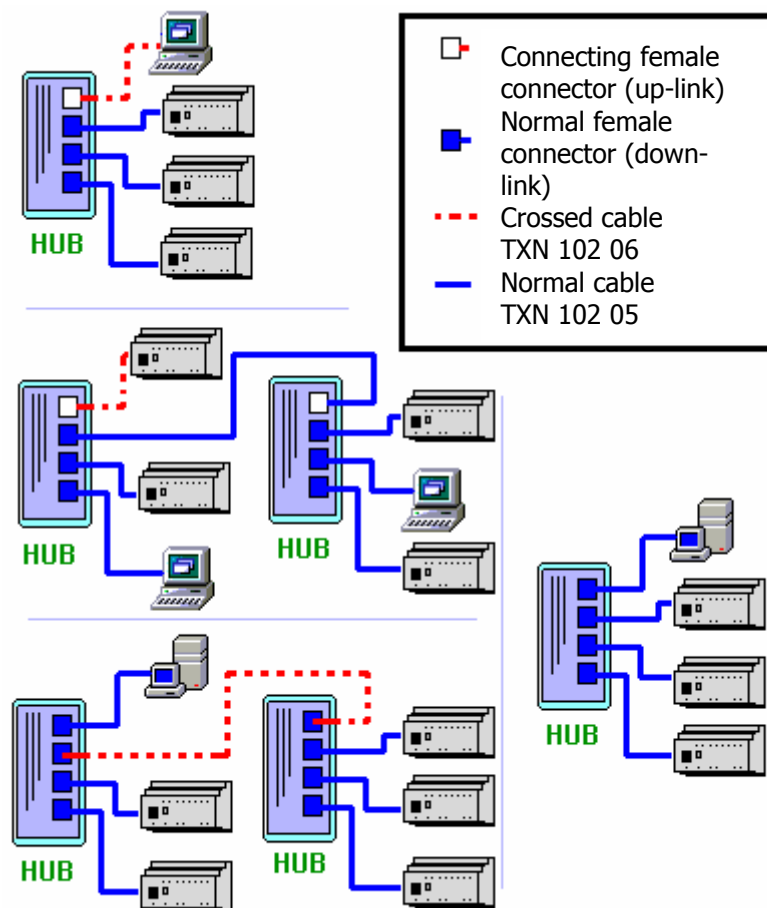 Connecting female
connector (up-link)
Normal female
connector (down-
link)
Crossed cable
TXN 102 06
Normal cable
TXN 102 05
HUB
HUB
HUB
HUB
HUB
HUB